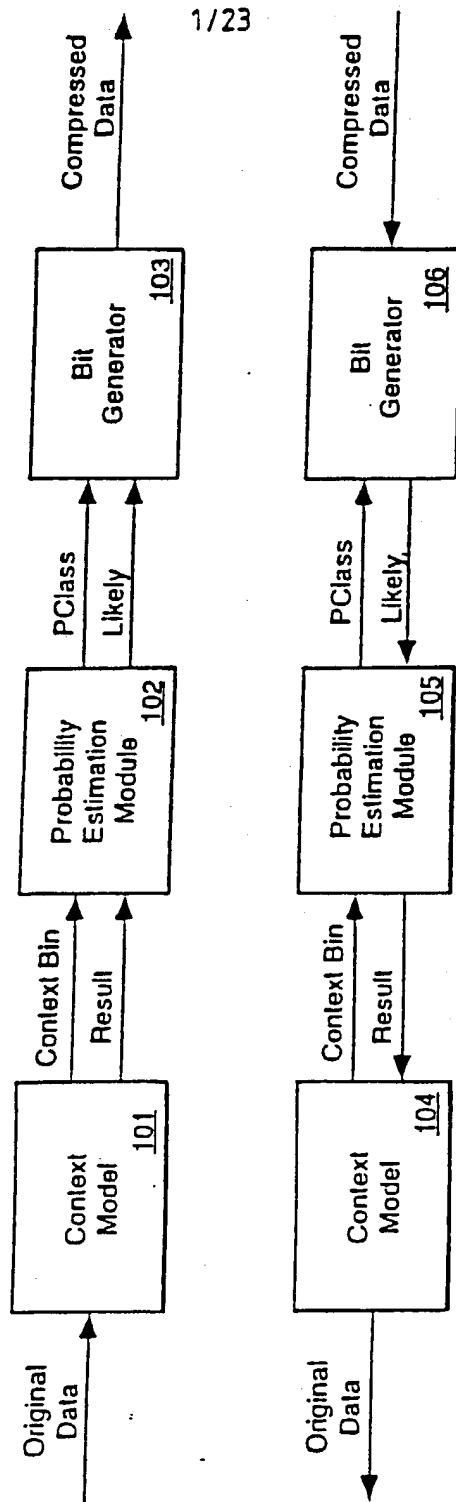 1/23
Original
Data
Context
Model
101
Context Bin
Result
Probability
Estimation
Module
102
PClass
Likely
Bit
Generator
103
Compressed
Data
Original
Data
Context
Model
104
Context Bin
Result
Probability
Estimation
Module
105
PClass
Likely
Bit
Generator
106
Compressed
Data